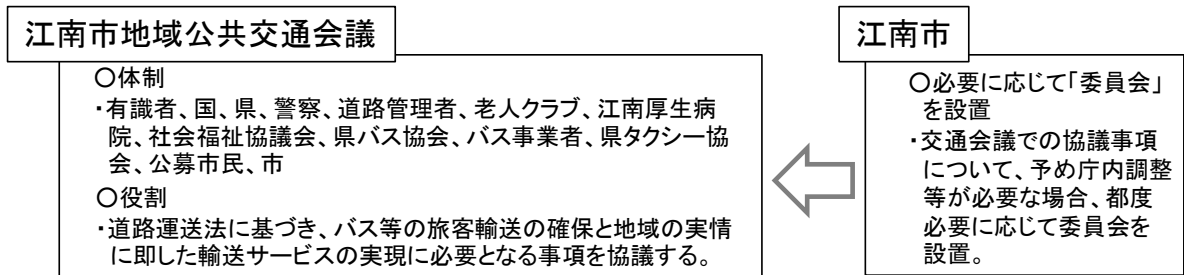 江南市地域公共交通会議
○体制
・有識者、国、県、警察、道路管理者、老人クラブ、江南厚生病
院、社会福祉協議会、県バス協会、バス事業者、県タクシー協
会、公募市民、市
○役割
・道路運送法に基づき、バス等の旅客輸送の確保と地域の実情
に即した輸送サービスの実現に必要となる事項を協議する。
江南市
○必要に応じて「委員会」
を設置
・交通会議での協議事項
について、予め庁内調整
等が必要な場合、都度
必要に応じて委員会を
設置。